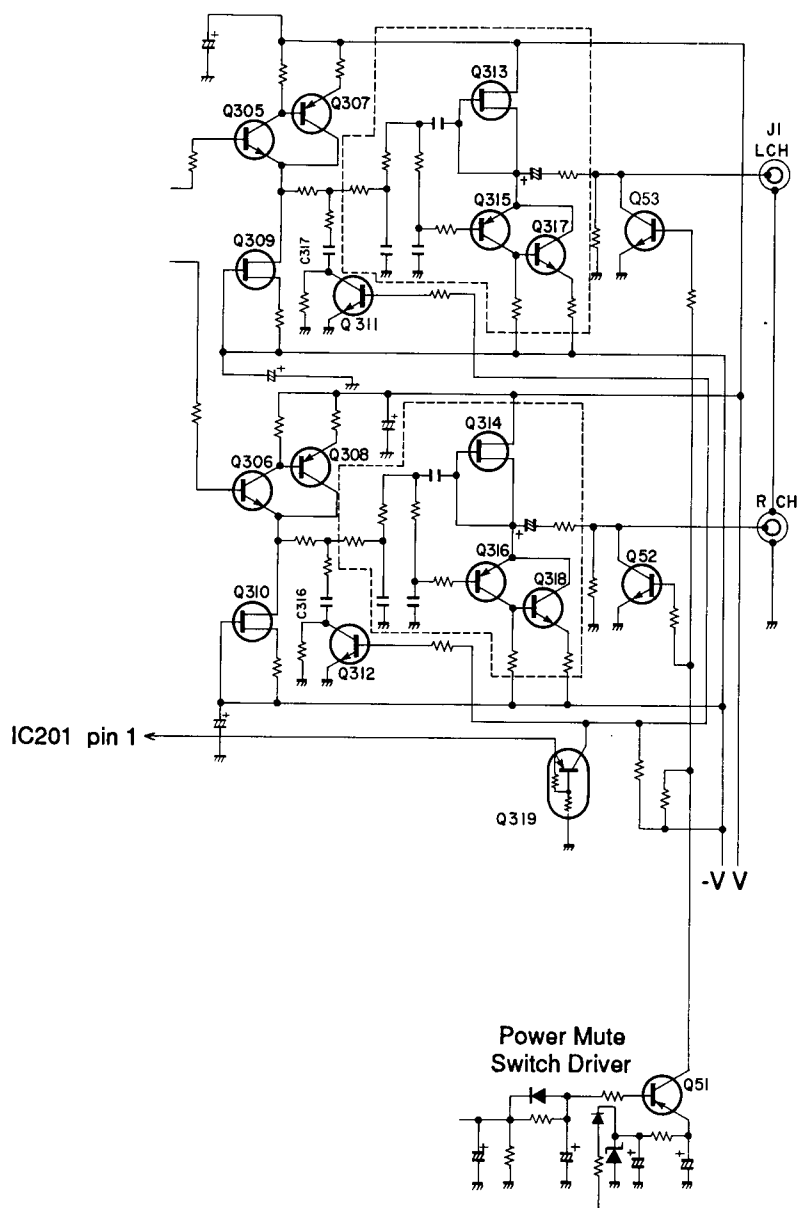 Q313
Q305
Q307
J1
LCH
Q315
Q53
Q317
Q309
C317
Q311
Q314
Q306
Q308
R CH
Q316
Q52
Q318
Q310
C316
Q312
IC201 pin 1
Q319
-V V
Power Mute
Switch Driver
Q51